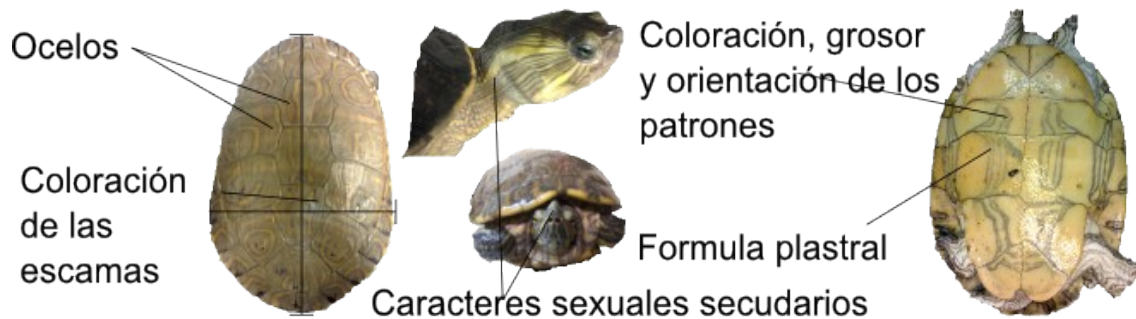 Ocelos
Coloración
de las
escamas
Coloración, grosor
y orientación de los
patrones
Formula plastral
Caracteres sexuales secudarios